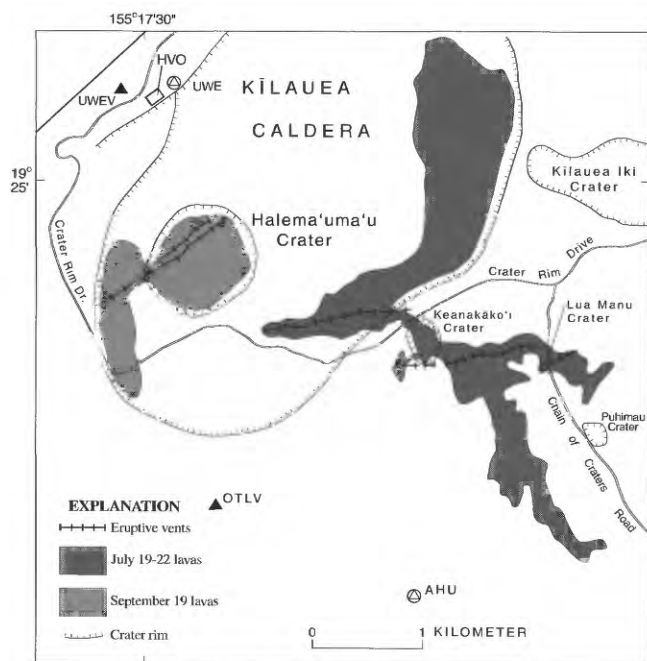 155°17'30"
HVO
UWE
UWEV
KĪLAUEA
CALDERA
19°
25'
Kīlauea Iki
Crater
Halema'uma'u
Crater
Crater Rim Dr.
Crater Rim Drive
Keanakāko'i
Crater
Lua Manu
Crater
Puhimau
Crater
Chain of Craters Road
EXPLANATION
OTLV
Eruptive vents
July 19-22 lavas
September 19 lavas
Crater rim
AHU
0 1 KILOMETER